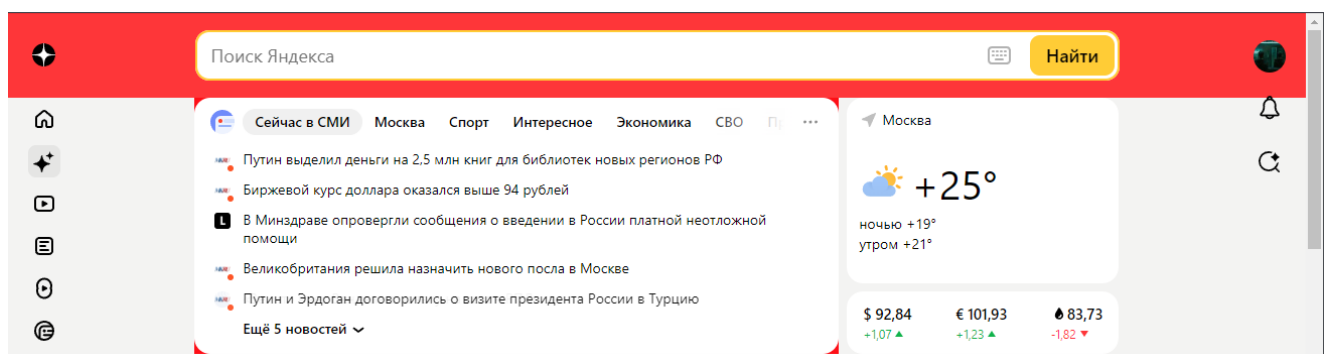 Поиск Яндекса
Найти
Сейчас в СМИ Москва Спорт Интересное Экономика СВО
Путин выделил деньги на 2,5 млн книг для библиотек новых регионов РФ
Биржевой курс доллара оказался выше 94 рублей
L В Минздраве опровергли сообщения о введении в России платной неотложной
помощи
Великобритания решила назначить нового посла в Москве
Путин и Эрдоган договорились о визите президента России в Турцию
Ещё 5 новостей
Москва
+25°
ночью +19°
утром +21°
$ 92,84 € 101,93 83,73
+1,07 ▲ +1,23 ▲ -1,82 ▼